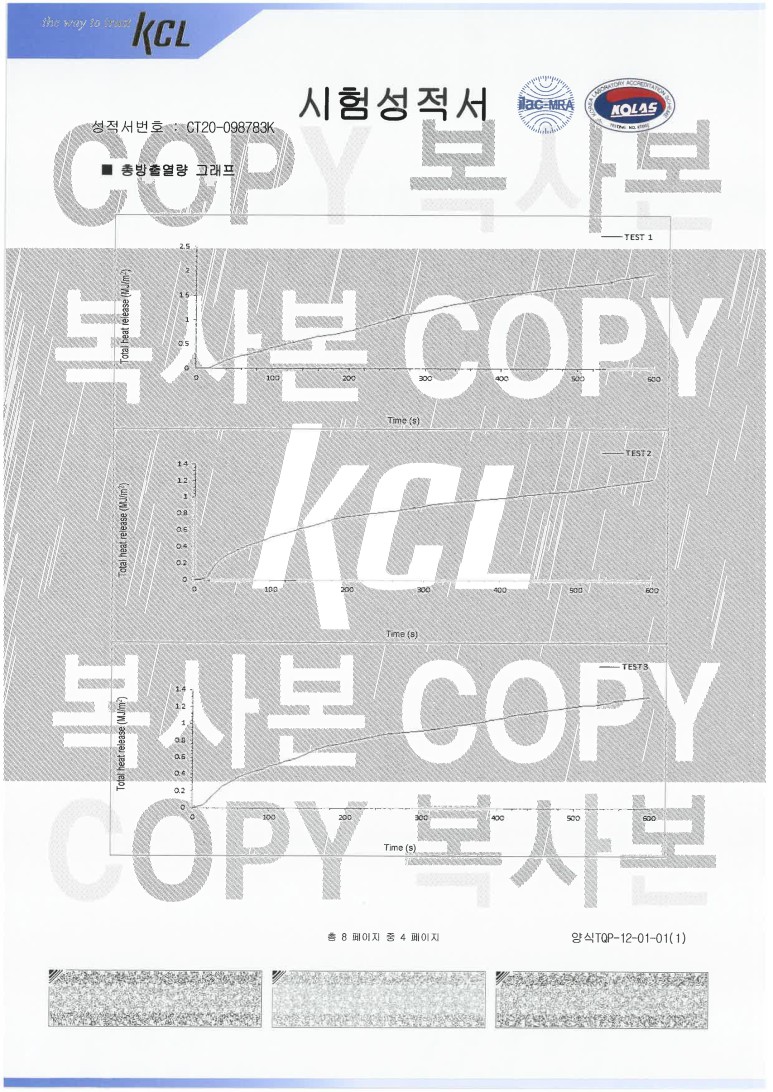 the way to trust KCL
시험성적서
ilac-MRA
KOREA LABORATORY ACCREDITATION SCHEME
KOLAS
성적서번호 : CT20-098783K
COPY 복사본
■ 총방출열량 그래프
TEST 1
Total heat release (MJ/m²)
2.5
2
1.5
1
0.5
0
0 100 200 300 400 500 600
Time (s)
복사본 COPY
TEST2
Total heat release (MJ/m²)
1.4
1.2
1
0.8
0.6
0.4
0.2
0
0 100 200 300 400 500 600
Time (s)
KCL
TEST3
Total heat release (MJ/m²)
1.4
1.2
1
0.8
0.6
0.4
0.2
0
0 100 200 300 400 500 600
Time (s)
복사본 COPY
COPY 복사본
총 8 페이지 중 4 페이지
양식TQP-12-01-01(1)